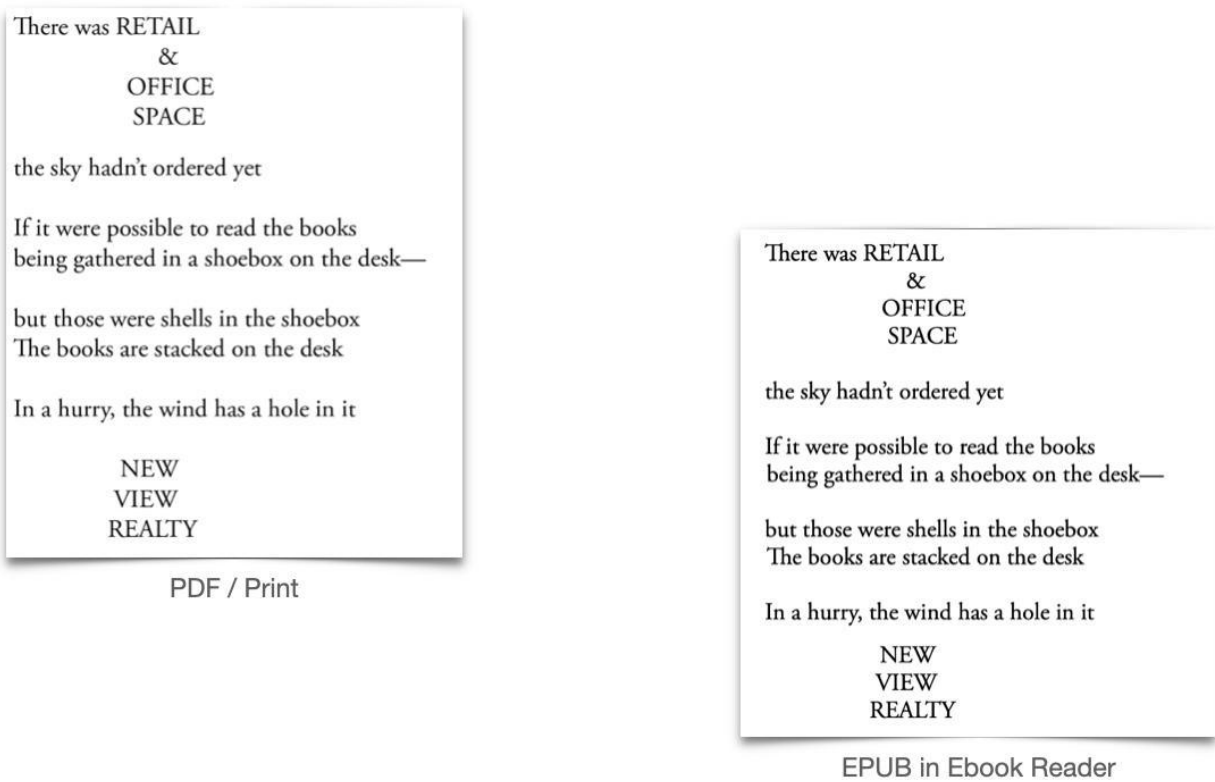 There was RETAIL
&
OFFICE
SPACE
the sky hadn't ordered yet
If it were possible to read the books
being gathered in a shoebox on the desk—
but those were shells in the shoebox
The books are stacked on the desk
In a hurry, the wind has a hole in it
NEW
VIEW
REALTY
PDF / Print
There was RETAIL
&
OFFICE
SPACE
the sky hadn't ordered yet
If it were possible to read the books
being gathered in a shoebox on the desk—
but those were shells in the shoebox
The books are stacked on the desk
In a hurry, the wind has a hole in it
NEW
VIEW
REALTY
EPUB in Ebook Reader